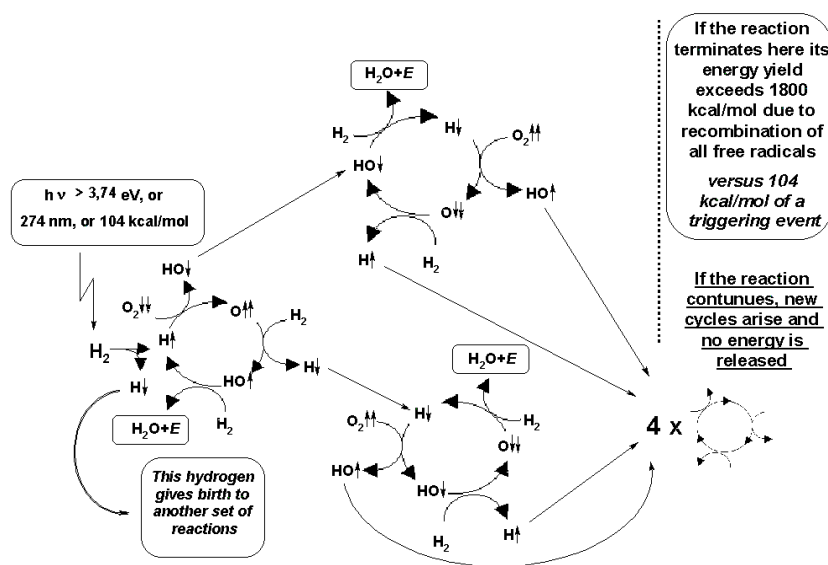 If the reaction
terminates here its
energy yield
exceeds 1800
kcal/mol due to
recombination of
all free radicals
versus 104
kcal/mol of a
triggering event
If the reaction
contunues, new
cycles arise and
no energy is
released
H₂O+E
H₂
H↓
O₂↑↑
HO↓
HO↑
O↓↓
H↑
H₂
h ν > 3,74 eV, or
274 nm, or 104 kcal/mol
HO↓
O₂↓↓
O↑↑
H₂
H₂
H↑
H↓
HO↑
H↓
H₂O+E
H₂
This hydrogen
gives birth to
another set of
reactions
H₂O+E
O₂↑↑
H↓
H₂
O↓↓
HO↑
HO↓
H₂
H↑
4 x